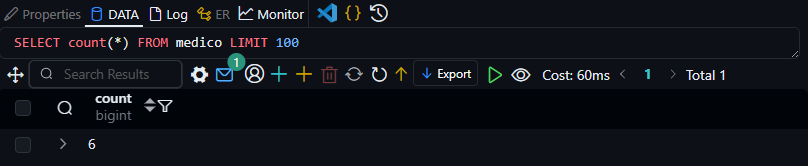 Properties DATA Log ER Monitor
SELECT count(*) FROM medico LIMIT 100
Search Results 1 Export Cost: 60ms 1 Total 1
count
bigint
6